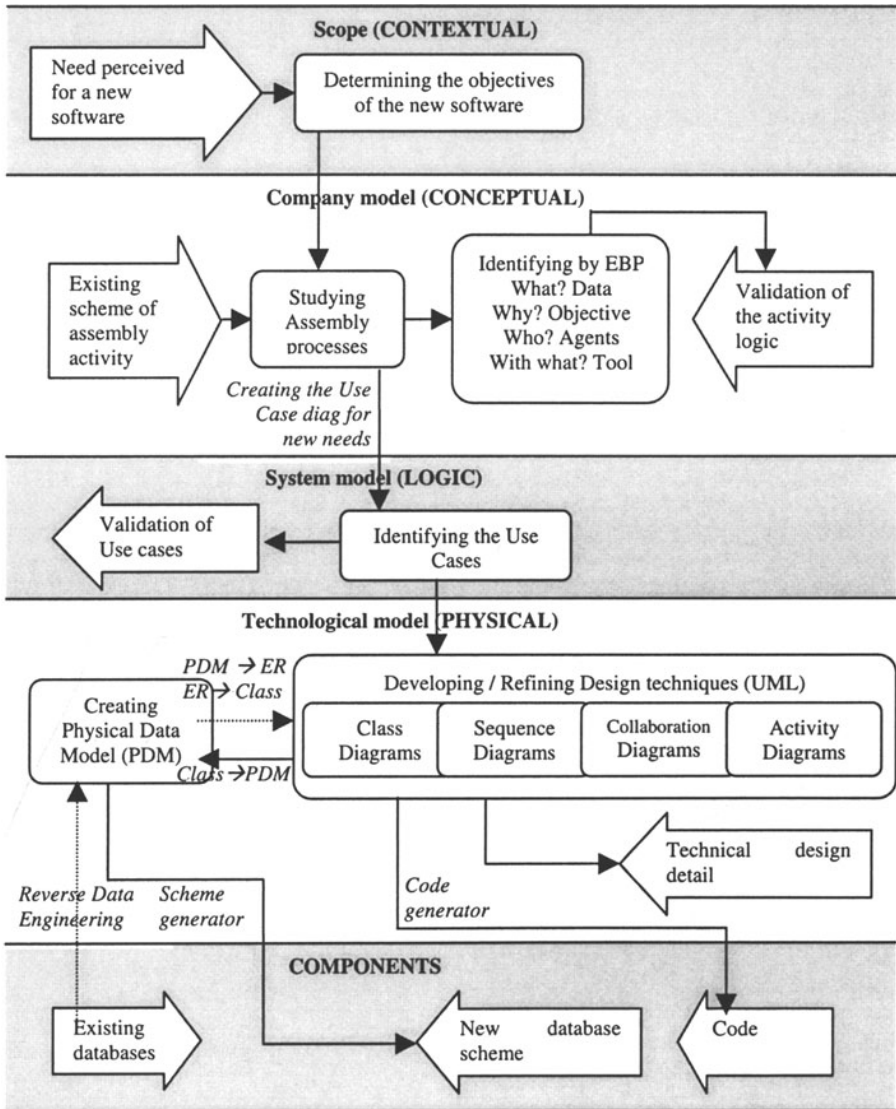 Scope (CONTEXTUAL)
Need perceived
for a new
software
Determining the objectives
of the new software
Company model (CONCEPTUAL)
Existing
scheme of
assembly
activity
Studying
Assembly
processes
Identifying by EBP
What? Data
Why? Objective
Who? Agents
With what? Tool
Validation of
the activity
logic
Creating the Use
Case diag for
new needs
System model (LOGIC)
Validation of
Use cases
Identifying the Use
Cases
Technological model (PHYSICAL)
PDM → ER
ER → Class
Creating
Physical Data
Model (PDM)
Class→PDM
Developing / Refining Design techniques (UML)
Class
Diagrams
Sequence
Diagrams
Collaboration
Diagrams
Activity
Diagrams
Technical design
detail
Reverse Data
Engineering
Scheme
generator
Code
generator
COMPONENTS
Existing
databases
New database
scheme
Code